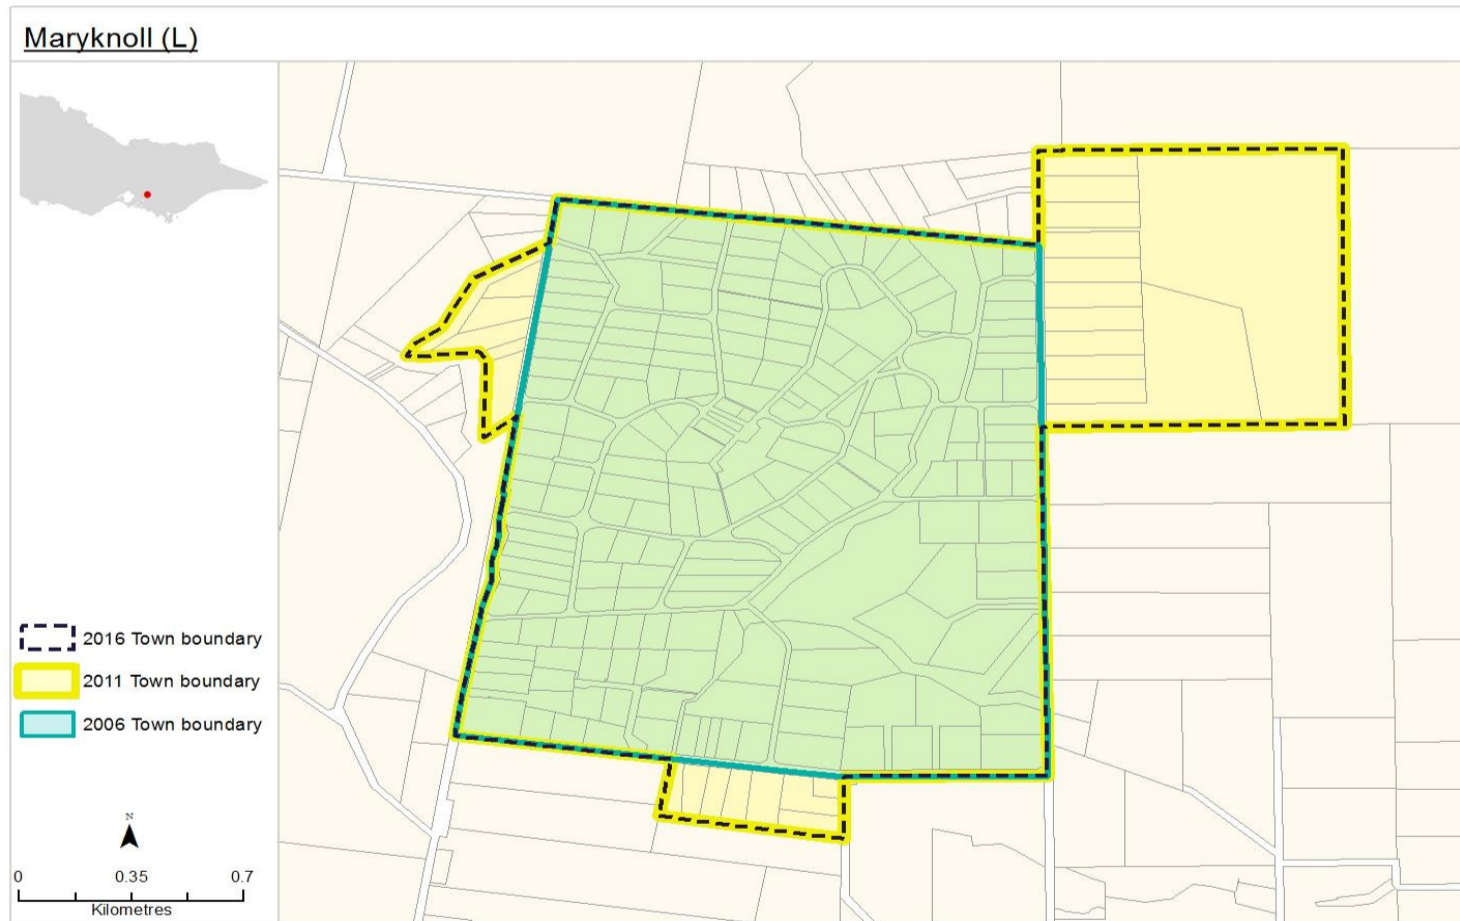 Maryknoll (L)
2016 Town boundary
2011 Town boundary
2006 Town boundary
N
0 0.35 0.7
Kilometres